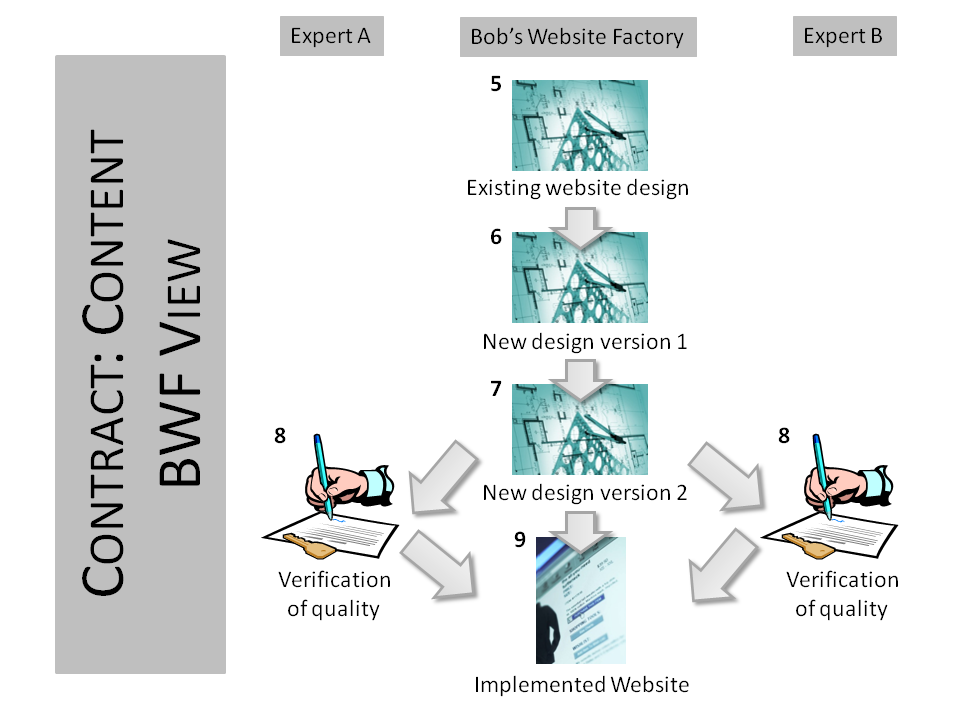 CONTRACT: CONTENT
BWF VIEW
Expert A
Bob's Website Factory
Expert B
5
Existing website design
6
New design version 1
7
New design version 2
8
Verification
of quality
8
Verification
of quality
9
Implemented Website